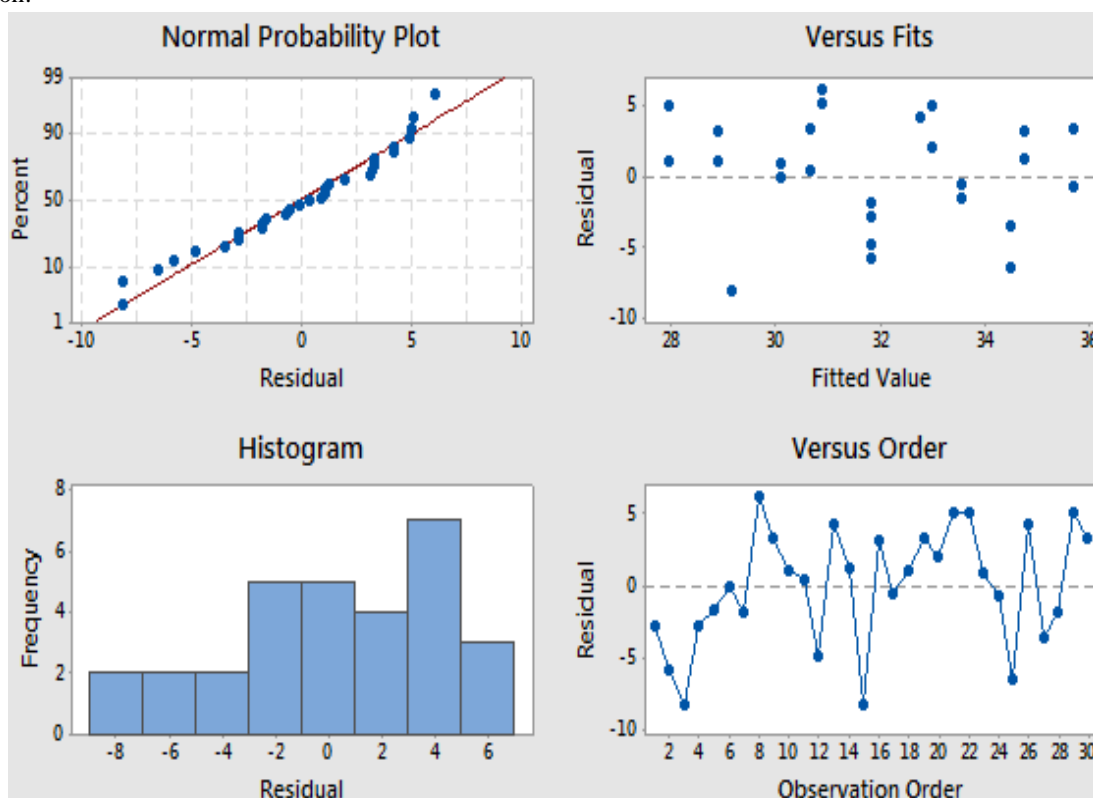 on.
Normal Probability Plot
Versus Fits
99
90
50
10
1
Percent
-10 -5 0 5 10
Residual
5
0
-5
-10
Residual
28 30 32 34 36
Fitted Value
Histogram
Versus Order
8
6
4
2
0
Frequency
-8 -6 -4 -2 0 2 4 6
Residual
5
0
-5
-10
Residual
2 4 6 8 10 12 14 16 18 20 22 24 26 28 30
Observation Order